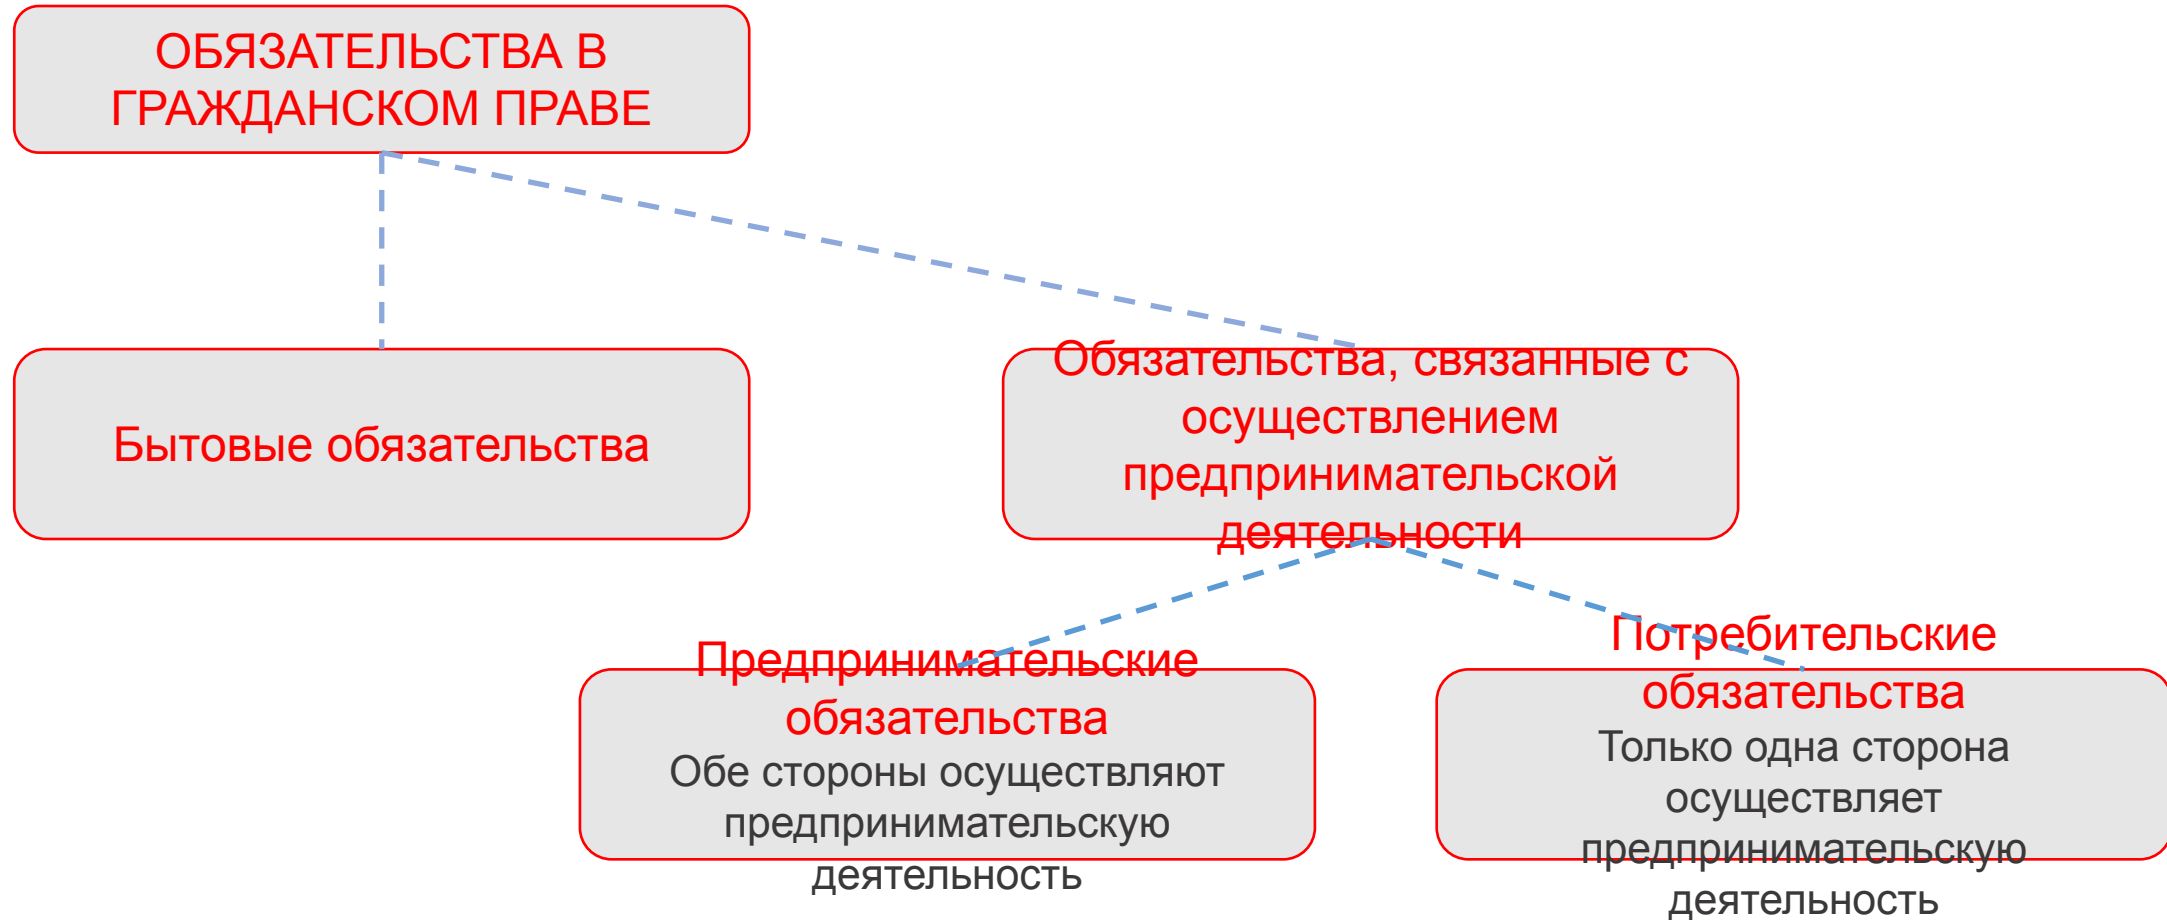 ОБЯЗАТЕЛЬСТВА В
ГРАЖДАНСКОМ ПРАВЕ
Бытовые обязательства
Обязательства, связанные с
осуществлением
предпринимательской
деятельности
Предпринимательские
обязательства
Обе стороны осуществляют
предпринимательскую
деятельность
Потребительские
обязательства
Только одна сторона
осуществляет
предпринимательскую
деятельность